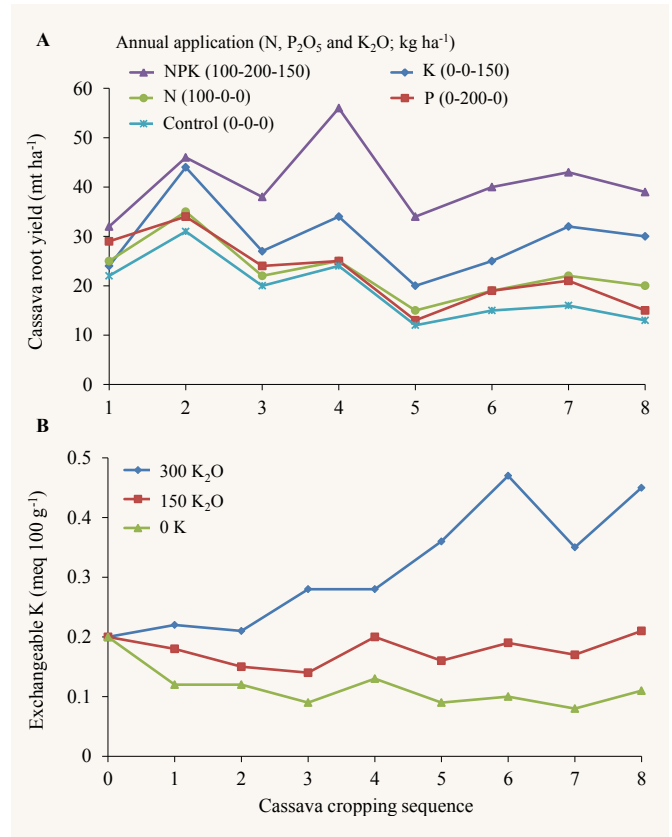 A
Annual application (N, P₂O₅ and K₂O; kg ha⁻¹)
NPK (100-200-150)
K (0-0-150)
N (100-0-0)
P (0-200-0)
Control (0-0-0)
Cassava root yield (mt ha⁻¹)
60
50
40
30
20
10
0
1 2 3 4 5 6 7 8
B
300 K₂O
150 K₂O
0 K
Exchangeable K (meq 100 g⁻¹)
0.5
0.4
0.3
0.2
0.1
0
0 1 2 3 4 5 6 7 8
Cassava cropping sequence